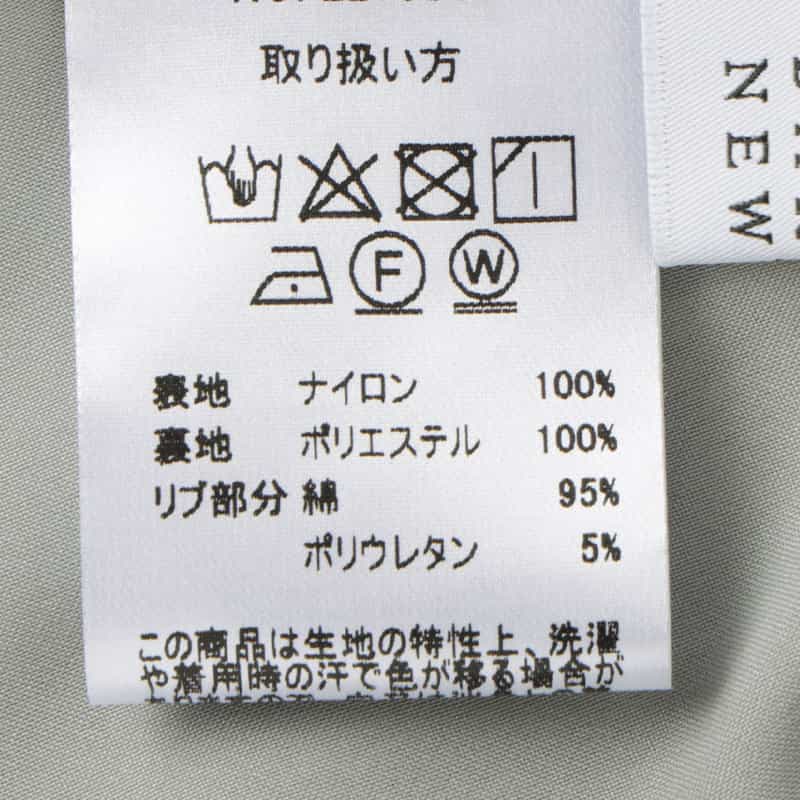 取り扱い方
F W
表地 ナイロン 100%
裏地 ポリエステル 100%
リブ部分 綿 95%
ポリウレタン 5%
この商品は生地の特性上、洗濯
や着用時の汗で色が移る場合が
NEW